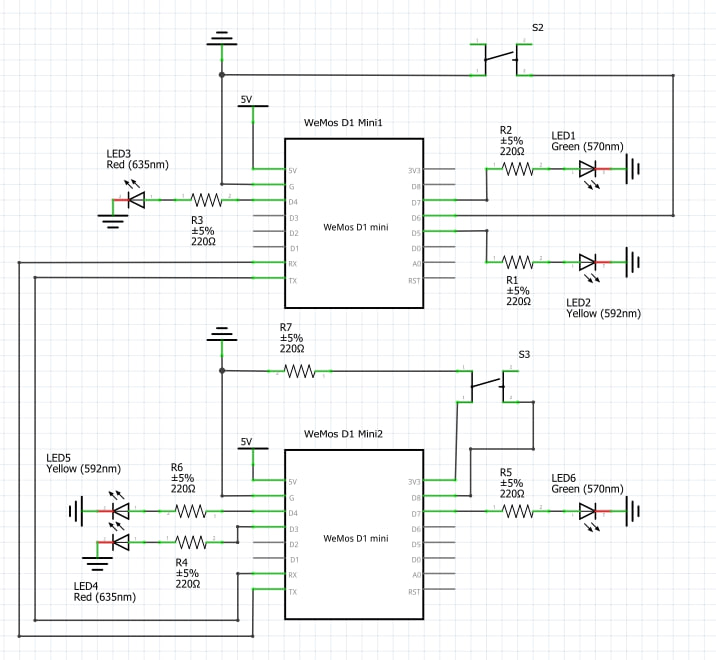 S2
5V
WeMos D1 Mini1
LED3
Red (635nm)
R2
±5%
220Ω
LED1
Green (570nm)
5V
G
D4
D3
D2
D1
RX
TX
3V3
D8
D7
D6
D5
D0
A0
RST
WeMos D1 mini
R3
±5%
220Ω
R1
±5%
220Ω
LED2
Yellow (592nm)
R7
±5%
220Ω
S3
5V
WeMos D1 Mini2
LED5
Yellow (592nm)
R6
±5%
220Ω
R5
±5%
220Ω
LED6
Green (570nm)
5V
G
D4
D3
D2
D1
RX
TX
3V3
D8
D7
D6
D5
D0
A0
RST
WeMos D1 mini
R4
±5%
220Ω
LED4
Red (635nm)